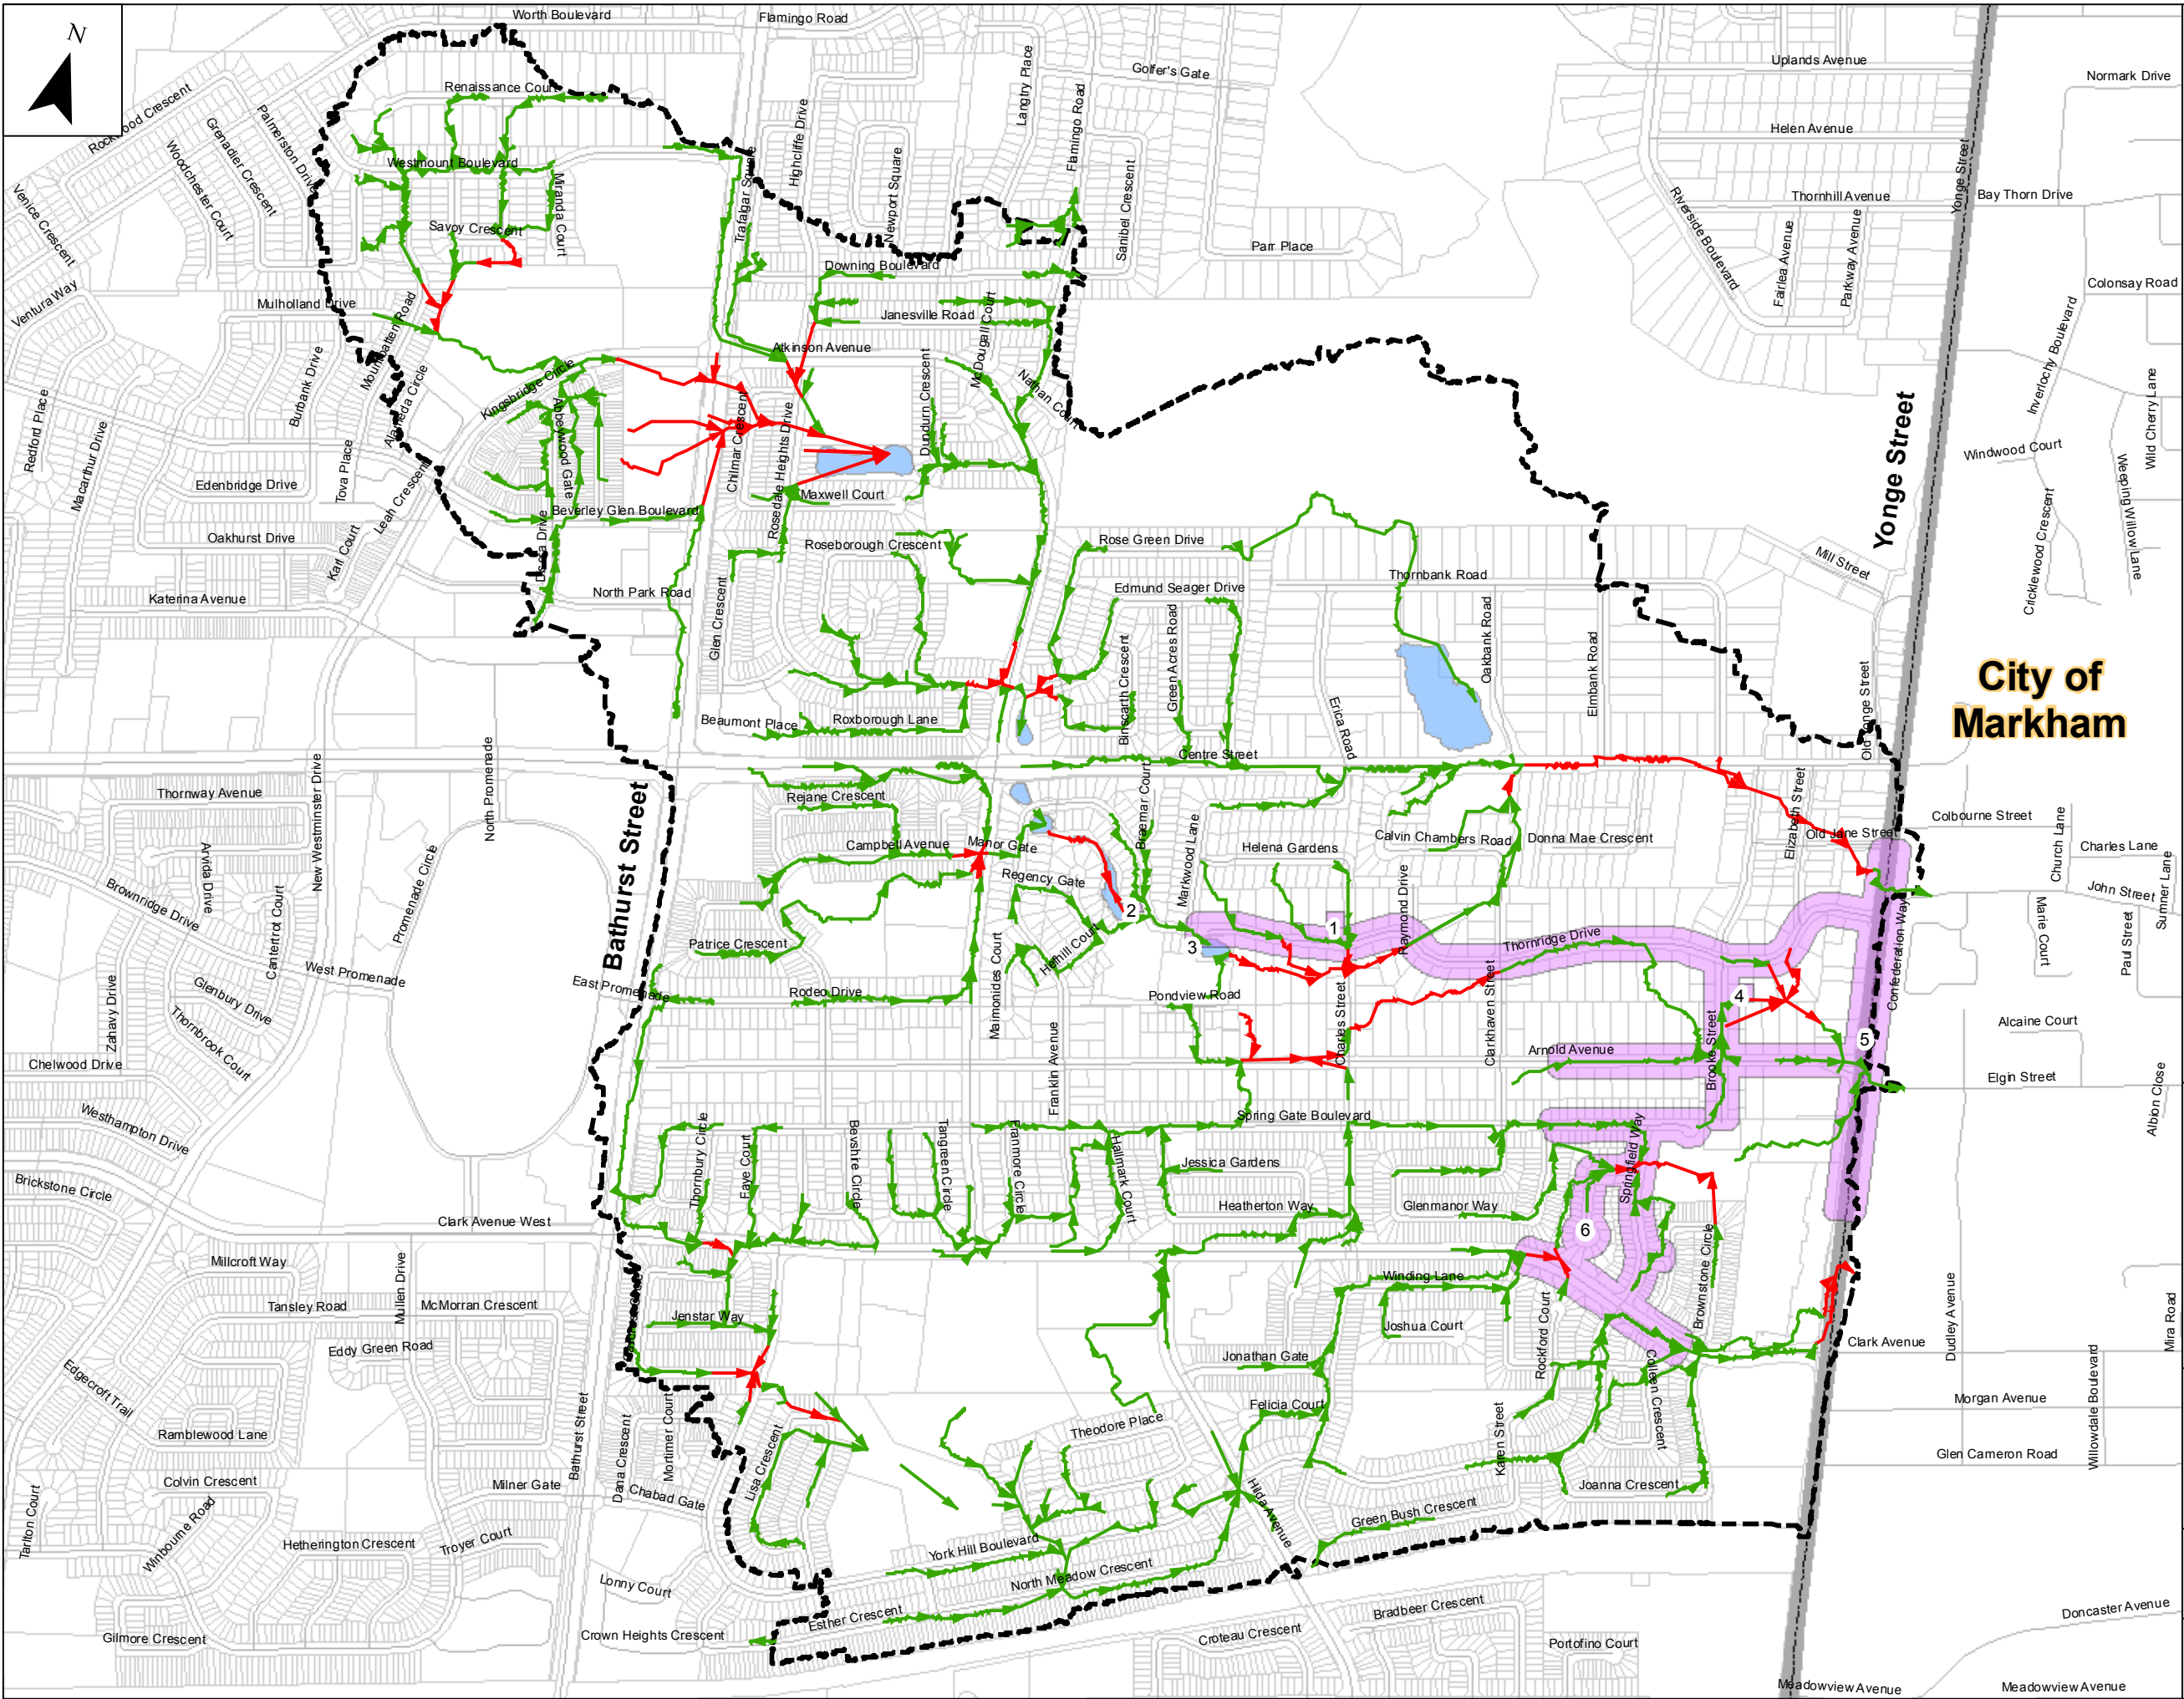 N
Worth Boulevard
Flamingo Road
Langtry Place
Golfer's Gate
Uplands Avenue
Normark Drive
Rockwood Crescent
Renaissance Court
Palmerston Drive
Grenadier Crescent
Woodchester Court
Highcliffe Drive
Flamingo Road
Helen Avenue
Yonge Street
Westmount Boulevard
Miranda Court
Trafalgar Square
Newport Square
Sanibel Crescent
Riverside Boulevard
Thornhill Avenue
Bay Thorn Drive
Venice Crescent
Savoy Crescent
Parr Place
Fairlea Avenue
Parkway Avenue
Downing Boulevard
Colonsay Road
Ventura Way
Mulholland Drive
Mountbatten Road
Janesville Road
McDougall Court
Inverlochy Boulevard
Atkinson Avenue
Burbank Drive
Alameda Circle
Kingsbridge Circle
Nathan Court
Dundurn Crescent
Redford Place
Macarthur Drive
Abbeywood Gate
Chilmar Crescent
Rosedale Heights Drive
Wild Cherry Lane
Windwood Court
Weeping Willow Lane
Yonge Street
Edenbridge Drive
Tova Place
Leah Crescent
Maxwell Court
Beverley Glen Boulevard
Cricklewood Crescent
Oakhurst Drive
Karl Court
Disera Drive
Roseborough Crescent
Rose Green Drive
Mill Street
Thornbank Road
Edmund Seager Drive
Katerina Avenue
North Park Road
Glen Crescent
Binscarth Crescent
Green Acres Road
Oakbank Road
Elmbank Road
Old Yonge Street
City of
Markham
Beaumont Place
Roxborough Lane
Erica Road
Centre Street
New Westminster Drive
North Promenade
Thornway Avenue
Rejane Crescent
Braemar Court
Bathurst Street
Colbourne Street
Arvida Drive
Campbell Avenue
Manor Gate
Markwood Lane
Helena Gardens
Calvin Chambers Road
Donna Mae Crescent
Elizabeth Street
Old Jane Street
Church Lane
Charles Lane
Promenade Circle
Regency Gate
Raymond Drive
John Street
Sumner Lane
Brownridge Drive
Cantertrot Court
2
1
3
Patrice Crescent
Helhill Court
Thornridge Drive
Confederation Way
Marie Court
Paul Street
West Promenade
East Promenade
Rodeo Drive
Maimonides Court
Pondview Road
Clarkhaven Street
4
Glenbury Drive
Zahavy Drive
Thornbrook Court
Charles Street
Alcaine Court
5
Chelwood Drive
Arnold Avenue
Brooke Street
Elgin Street
Franklin Avenue
Albion Close
Westhampton Drive
Thornbury Circle
Faye Court
Bevshire Circle
Tangreen Circle
Franmore Circle
Hallmark Court
Spring Gate Boulevard
Springfield Way
Brickstone Circle
Jessica Gardens
Heatherton Way
Glenmanor Way
6
Clark Avenue West
Millcroft Way
Mullen Drive
Tansley Road
McMorran Crescent
Winding Lane
Brownstone Circle
Dudley Avenue
Mira Road
Eddy Green Road
Jenstar Way
Joshua Court
Rockford Court
Jonathan Gate
Clark Avenue
Edgecroft Trail
Bathurst Street
Mortimer Court
Dana Crescent
Colleen Crescent
Willowdale Boulevard
Morgan Avenue
Felicia Court
Theodore Place
Ramblewood Lane
Lisa Crescent
Karen Street
Glen Cameron Road
Colvin Crescent
Milner Gate
Chabad Gate
Joanna Crescent
Hilda Avenue
Green Bush Crescent
Tarlton Court
Winbourne Road
Hetherington Crescent
Troyer Court
York Hill Boulevard
North Meadow Crescent
Lonny Court
Esther Crescent
Bradbeer Crescent
Doncaster Avenue
Gilmore Crescent
Crown Heights Crescent
Croteau Crescent
Portofino Court
Meadowview Avenue
Meadowview Avenue